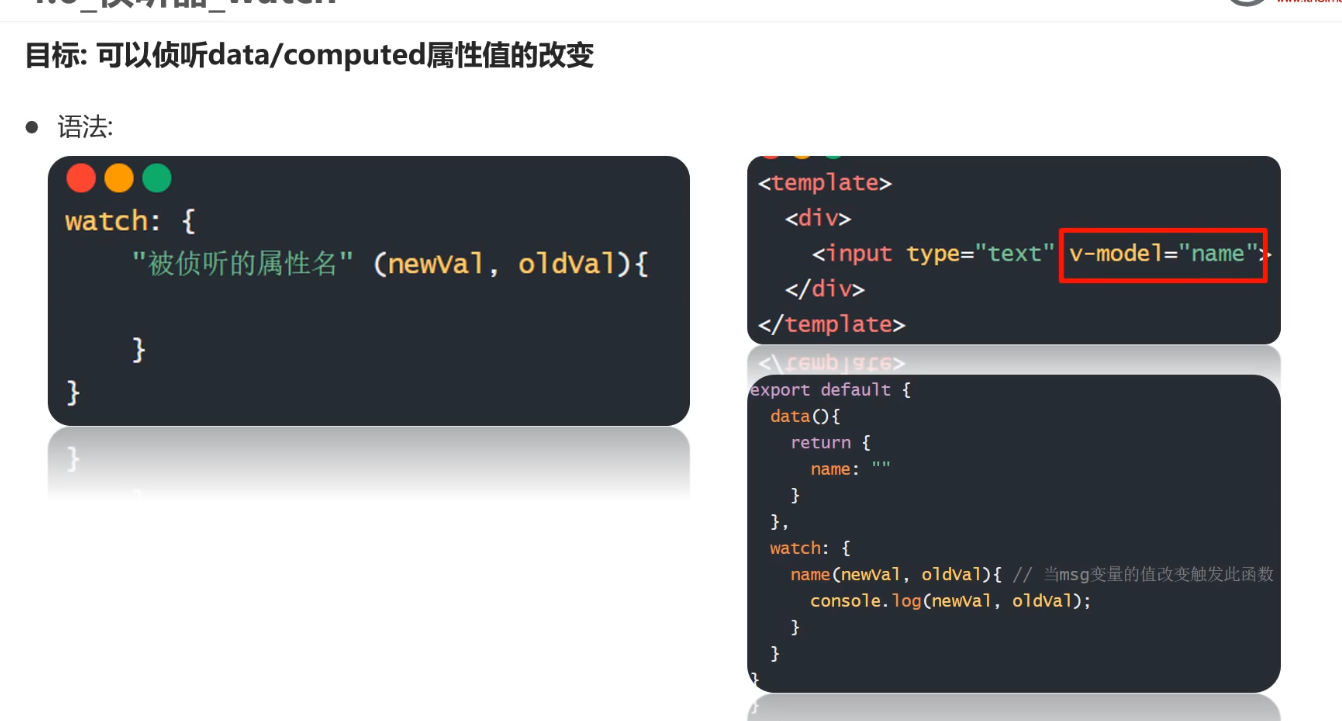 目标: 可以侦听data/computed属性值的改变
语法:
watch: {
"被侦听的属性名" (newVal, oldVal){
}
}
<template>
<div>
<input type="text" v-model="name">
</div>
</template>
export default {
data(){
return {
name: ""
}
},
watch: {
name(newVal, oldVal){ // 当msg变量的值改变触发此函数
console.log(newVal, oldVal);
}
}
}